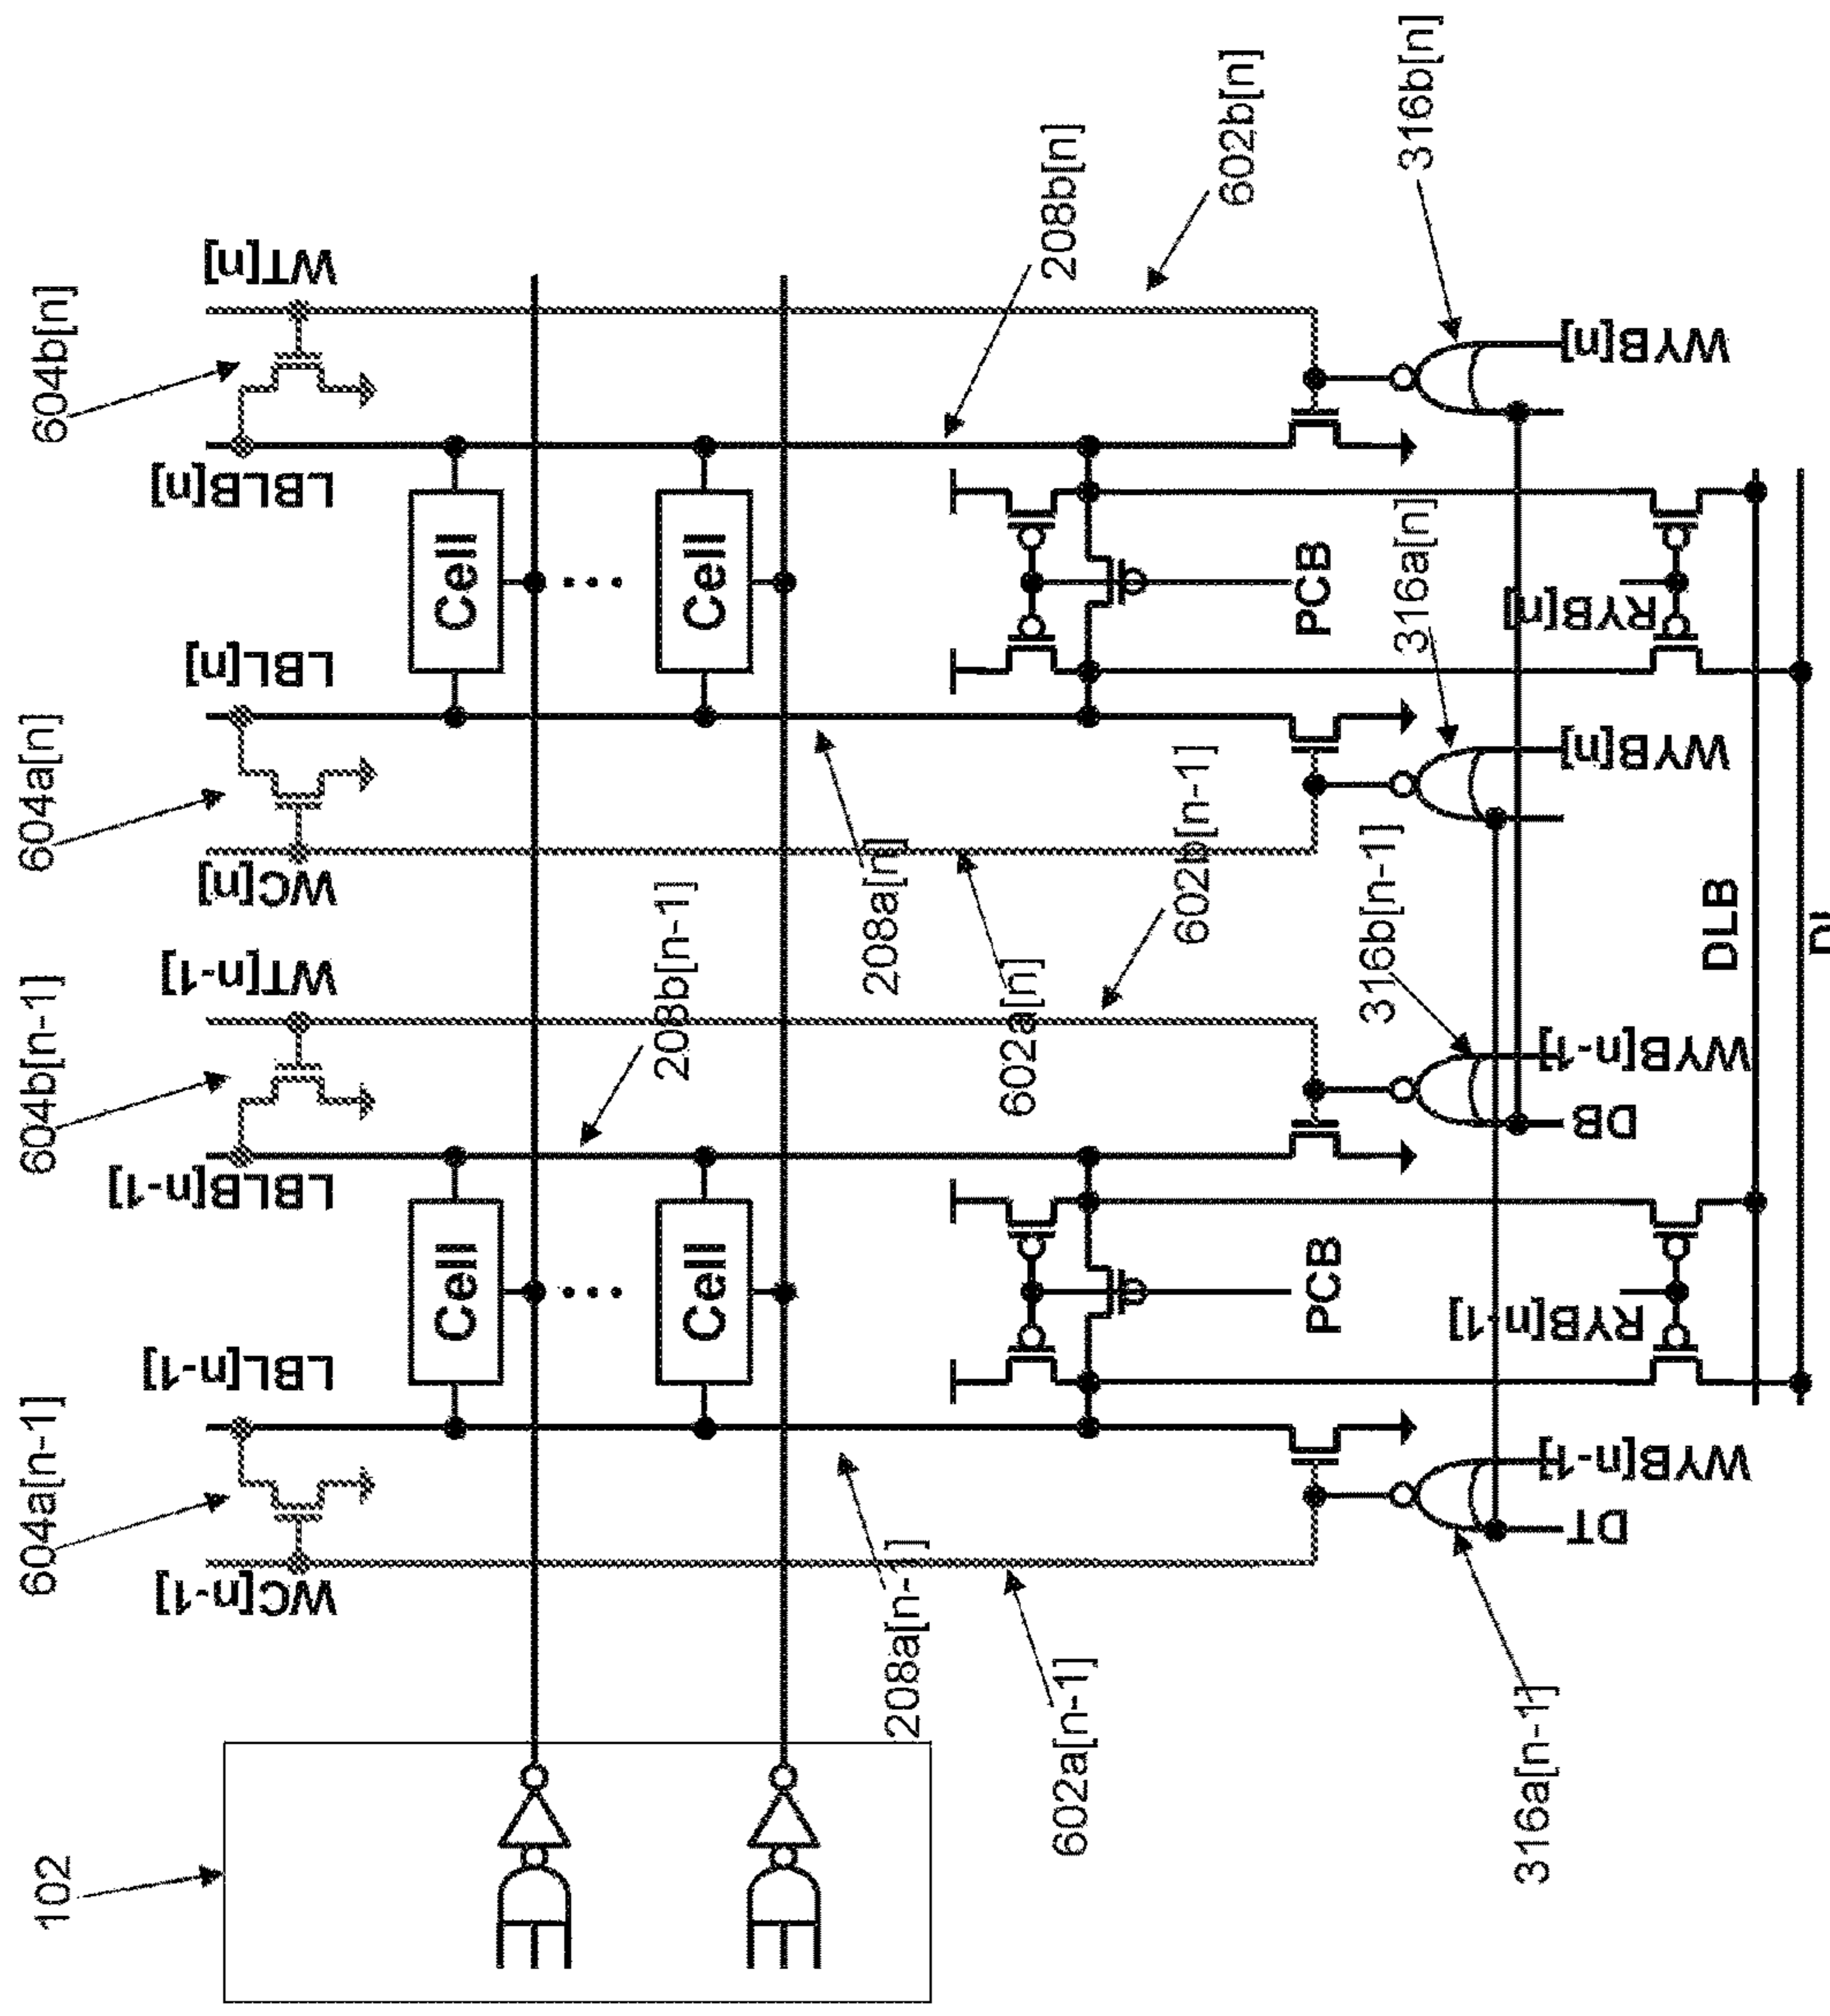 102
604a[n-1]
604b[n-1]
604a[n]
604b[n]
WC[n-1]
LBL[n-1]
LBLB[n-1]
WT[n-1]
WC[n]
LBL[n]
LBLB[n]
WT[n]
Cell
Cell
Cell
Cell
208b[n-1]
208a[n-1]
208a[n]
208b[n]
602a[n-1]
602a[n]
602b[n-1]
602b[n]
PCB
PCB
316a[n-1]
316b[n-1]
316a[n]
316b[n]
DT
WYB[n-1]
RYB[n-1]
DB
WYB[n-1]
WYB[n]
RYB[n]
WYB[n]
DLB